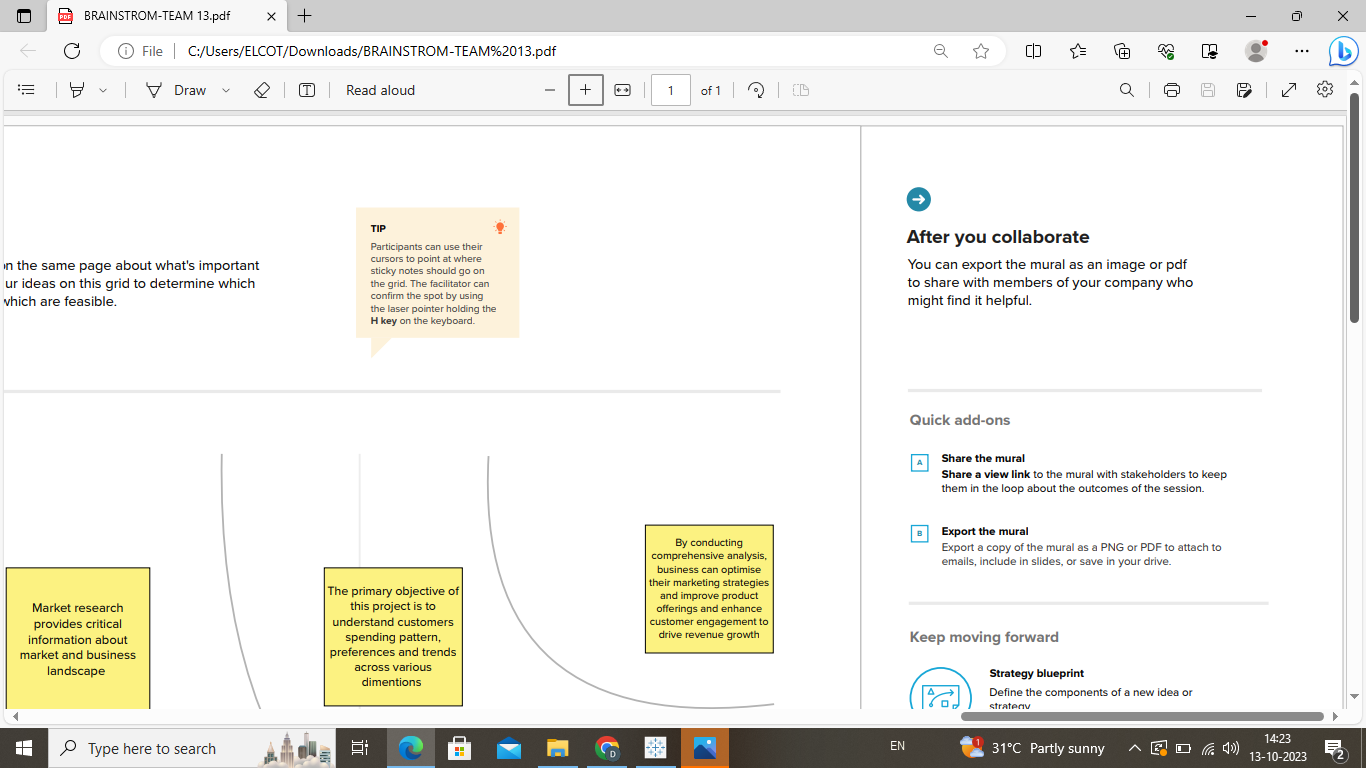 BRAINSTROM-TEAM 13.pdf
File
C:/Users/ELCOT/Downloads/BRAINSTROM-TEAM%2013.pdf
Draw
Read aloud
1
of 1
on the same page about what's important
ur ideas on this grid to determine which
which are feasible.
TIP
Participants can use their
cursors to point at where
sticky notes should go on
the grid. The facilitator can
confirm the spot by using
the laser pointer holding the
H key on the keyboard.
Market research
provides critical
information about
market and business
landscape
The primary objective of
this project is to
understand customers
spending pattern,
preferences and trends
across various
dimentions
By conducting
comprehensive analysis,
business can optimise
their marketing strategies
and improve product
offerings and enhance
customer engagement to
drive revenue growth
After you collaborate
You can export the mural as an image or pdf
to share with members of your company who
might find it helpful.
Quick add-ons
A
Share the mural
Share a view link to the mural with stakeholders to keep
them in the loop about the outcomes of the session.
B
Export the mural
Export a copy of the mural as a PNG or PDF to attach to
emails, include in slides, or save in your drive.
Keep moving forward
Strategy blueprint
Define the components of a new idea or
strategy
Type here to search
EN
31°C Partly sunny
14:23
13-10-2023
2